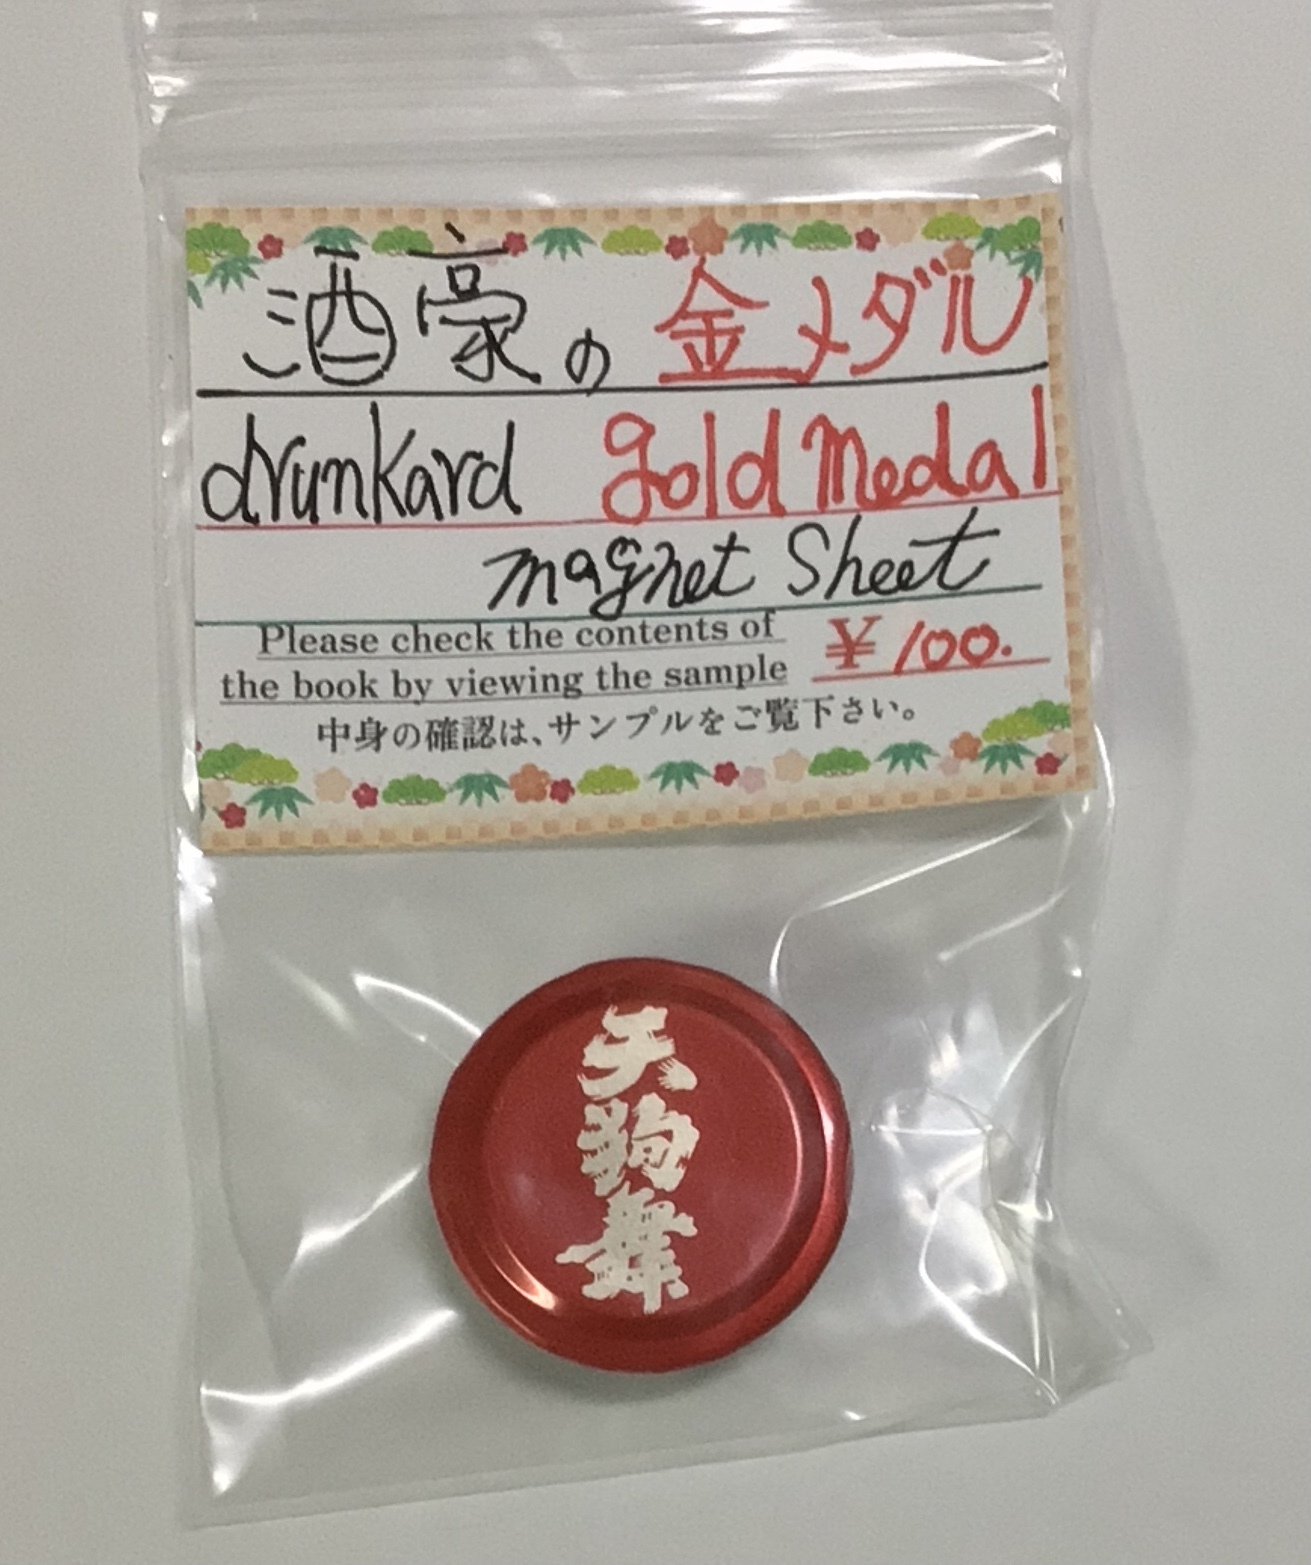 酒豪の金メダル
drunkard gold medal
magnet Sheet
Please check the contents of
the book by viewing the sample
¥100.
中身の確認は、サンプルをご覧下さい。
天狗舞